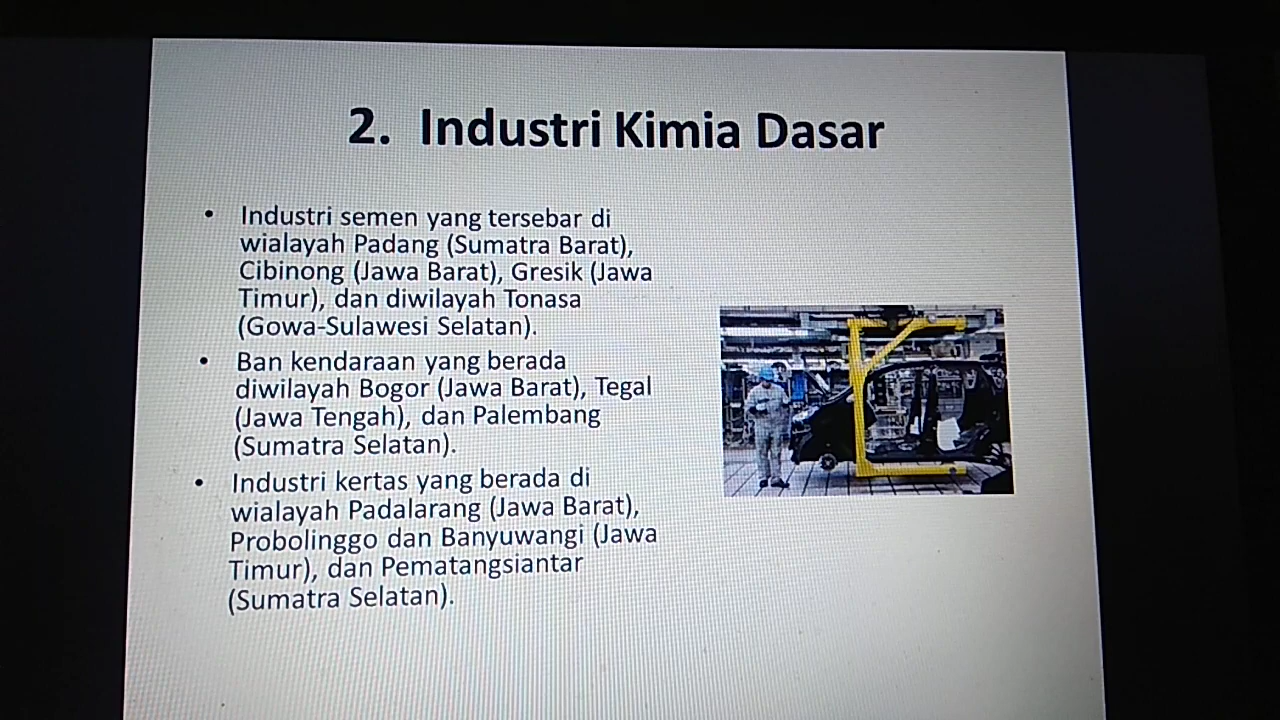 2. Industri Kimia Dasar
• Industri semen yang tersebar di
wialayah Padang (Sumatra Barat),
Cibinong (Jawa Barat), Gresik (Jawa
Timur), dan diwilayah Tonasa
(Gowa-Sulawesi Selatan).
• Ban kendaraan yang berada
diwilayah Bogor (Jawa Barat), Tegal
(Jawa Tengah), dan Palembang
(Sumatra Selatan).
• Industri kertas yang berada di
wialayah Padalarang (Jawa Barat),
Probolinggo dan Banyuwangi (Jawa
Timur), dan Pematangsiantar
(Sumatra Selatan).